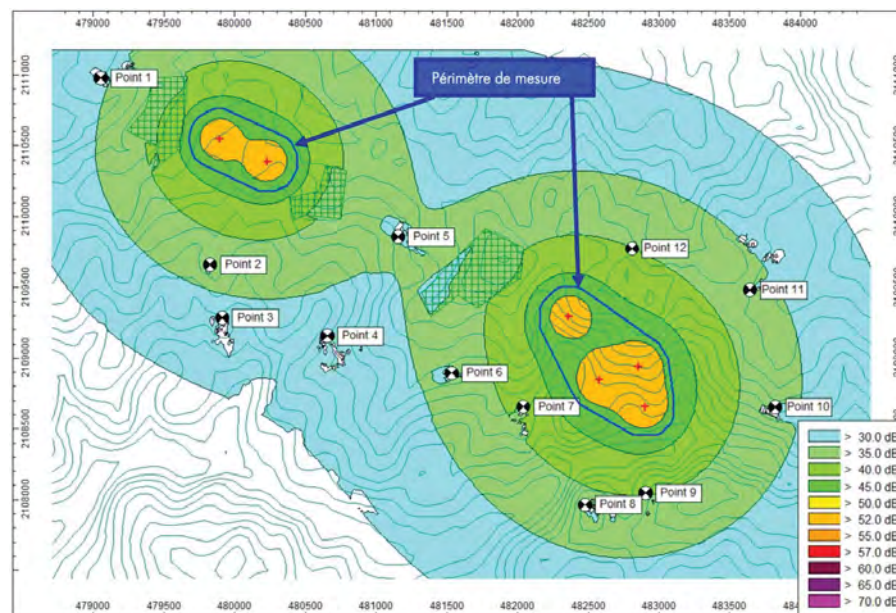 479000 479500 480000 480500 481000 481500 482000 482500 483000 483500 484000
2111000
2110500
2110000
2109500
2109000
2108500
2108000
Périmètre de mesure
Point 1
Point 5
Point 12
Point 2
Point 11
Point 3
Point 4
Point 6
Point 7
Point 10
Point 9
Point 8
> 30.0 dB
> 35.0 dB
> 40.0 dB
> 45.0 dB
> 50.0 dB
> 52.0 dB
> 55.0 dB
> 57.0 dB
> 60.0 dB
> 65.0 dB
> 70.0 dB
479000 479500 480000 480500 481000 481500 482000 482500 483000 483500 484000